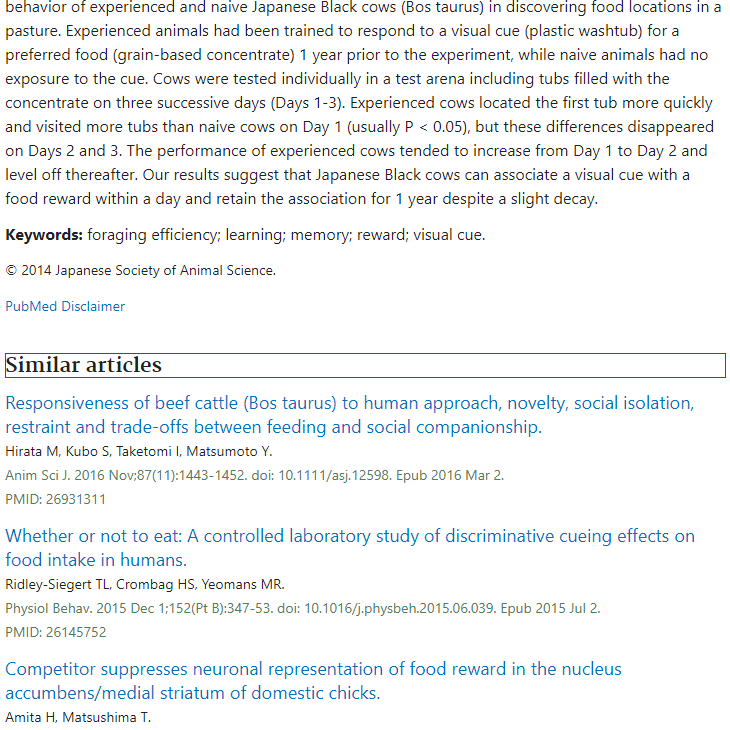 behavior of experienced and naive Japanese Black cows (Bos taurus) in discovering food locations in a
pasture. Experienced animals had been trained to respond to a visual cue (plastic washtub) for a
preferred food (grain-based concentrate) 1 year prior to the experiment, while naive animals had no
exposure to the cue. Cows were tested individually in a test arena including tubs filled with the
concentrate on three successive days (Days 1-3). Experienced cows located the first tub more quickly
and visited more tubs than naive cows on Day 1 (usually P < 0.05), but these differences disappeared
on Days 2 and 3. The performance of experienced cows tended to increase from Day 1 to Day 2 and
level off thereafter. Our results suggest that Japanese Black cows can associate a visual cue with a
food reward within a day and retain the association for 1 year despite a slight decay.
Keywords: foraging efficiency; learning; memory; reward; visual cue.
© 2014 Japanese Society of Animal Science.
PubMed Disclaimer
Similar articles
Responsiveness of beef cattle (Bos taurus) to human approach, novelty, social isolation,
restraint and trade-offs between feeding and social companionship.
Hirata M, Kubo S, Taketomi I, Matsumoto Y.
Anim Sci J. 2016 Nov;87(11):1443-1452. doi: 10.1111/asj.12598. Epub 2016 Mar 2.
PMID: 26931311
Whether or not to eat: A controlled laboratory study of discriminative cueing effects on
food intake in humans.
Ridley-Siegert TL, Crombag HS, Yeomans MR.
Physiol Behav. 2015 Dec 1;152(Pt B):347-53. doi: 10.1016/j.physbeh.2015.06.039. Epub 2015 Jul 2.
PMID: 26145752
Competitor suppresses neuronal representation of food reward in the nucleus
accumbens/medial striatum of domestic chicks.
Amita H, Matsushima T.